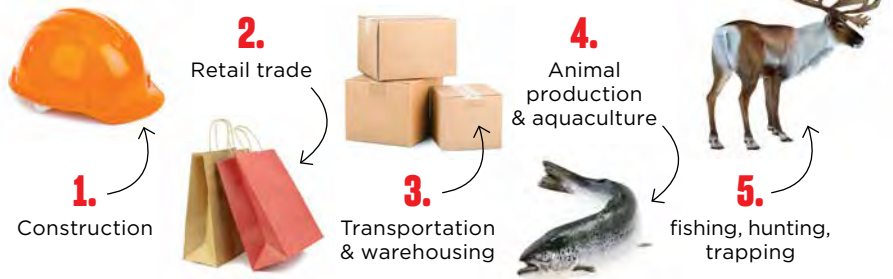 1.
Construction
2.
Retail trade
3.
Transportation
& warehousing
4.
Animal
production
& aquaculture
5.
fishing, hunting,
trapping